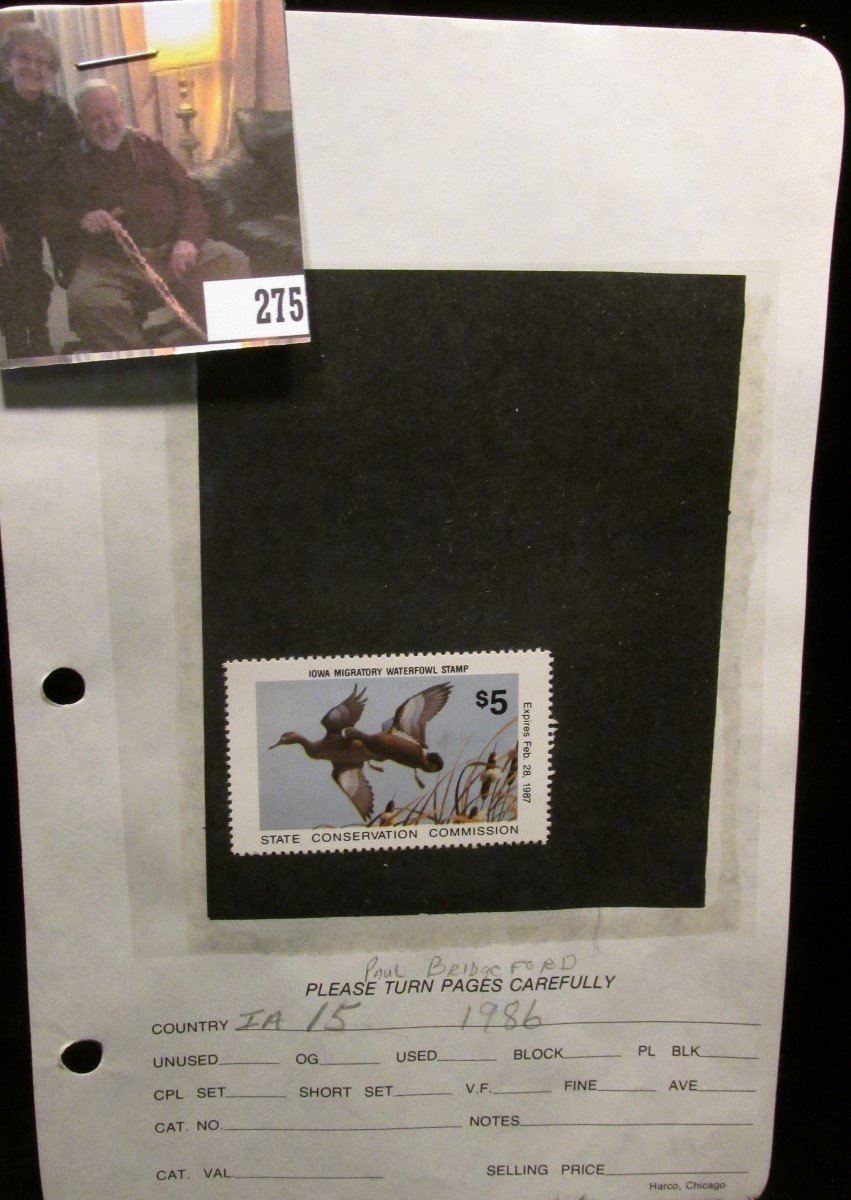 275
IOWA MIGRATORY WATERFOWL STAMP
$5
Expires Feb. 28, 1987
STATE CONSERVATION COMMISSION
PAUL BRIDGEFORD
PLEASE TURN PAGES CAREFULLY
COUNTRY IA 15 1986
UNUSED OG USED BLOCK PL BLK
CPL SET SHORT SET V.F. FINE AVE
CAT. NO. NOTES
CAT. VAL. SELLING PRICE
Harco, Chicago